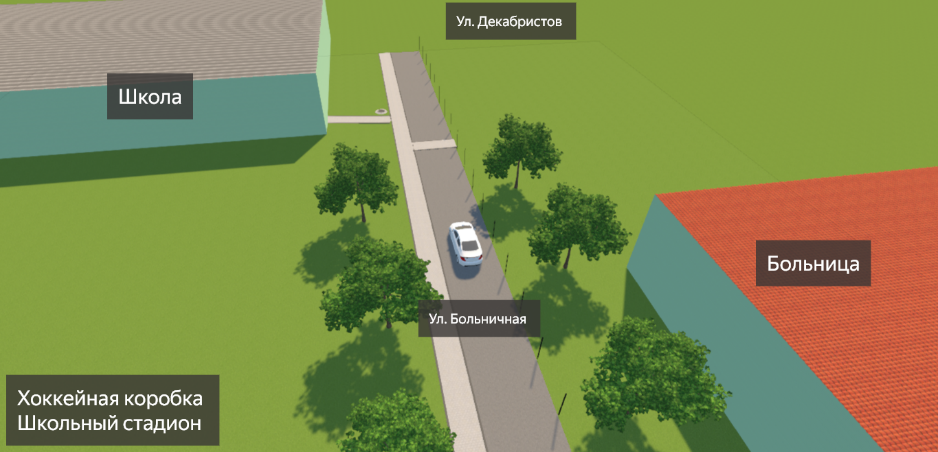 Ул. Декабристов
Школа
Больница
Ул. Больничная
Хоккейная коробка
Школьный стадион